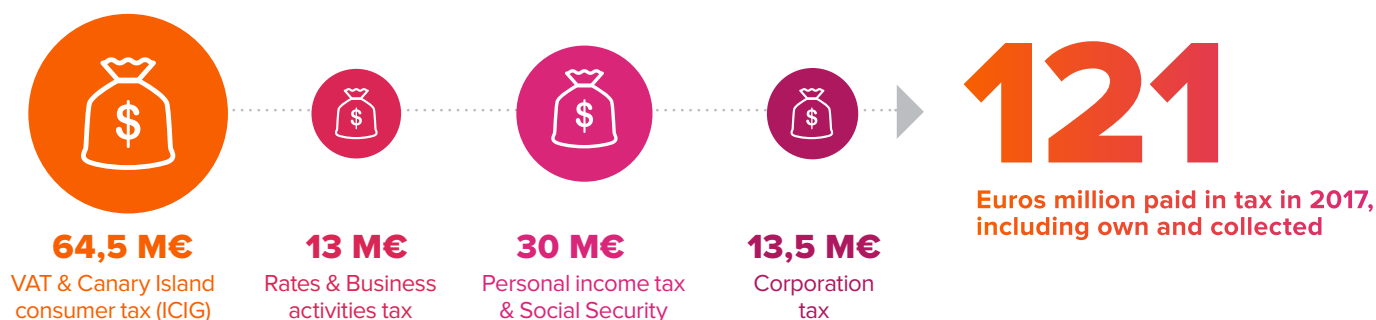 $
$
$
$
121
Euros million paid in tax in 2017,
including own and collected
64,5 M€
VAT & Canary Island
consumer tax (ICIG)
13 M€
Rates & Business
activities tax
30 M€
Personal income tax
& Social Security
13,5 M€
Corporation
tax